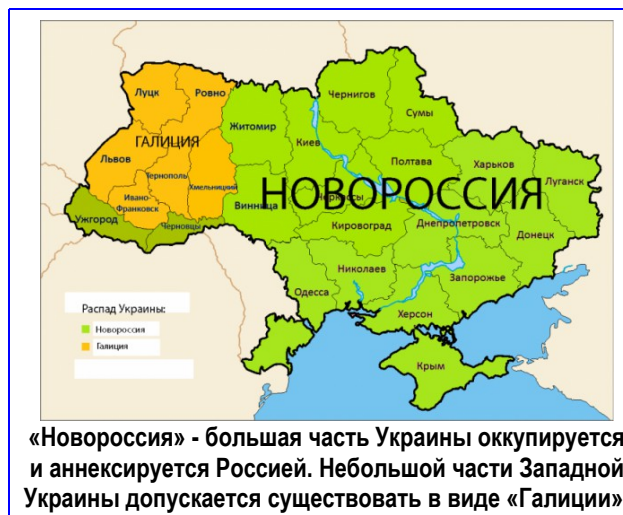 Луцк
Ровно
Чернигов
Сумы
Житомир
Киев
ГАЛИЦИЯ
Львов
Тернополь
Хмельницкий
Полтава
Харьков
Луганск
НОВОРОССИЯ
Ивано-
Франковск
Ужгород
Черновцы
Винница
Черкассы
Кировоград
Днепропетровск
Донецк
Николаев
Запорожье
Одесса
Херсон
Крым
Распад Украины:
Новороссия
Галиция
«Новороссия» - большая часть Украины оккупируется
и аннексируется Россией. Небольшой части Западной
Украины допускается существовать в виде «Галиции»